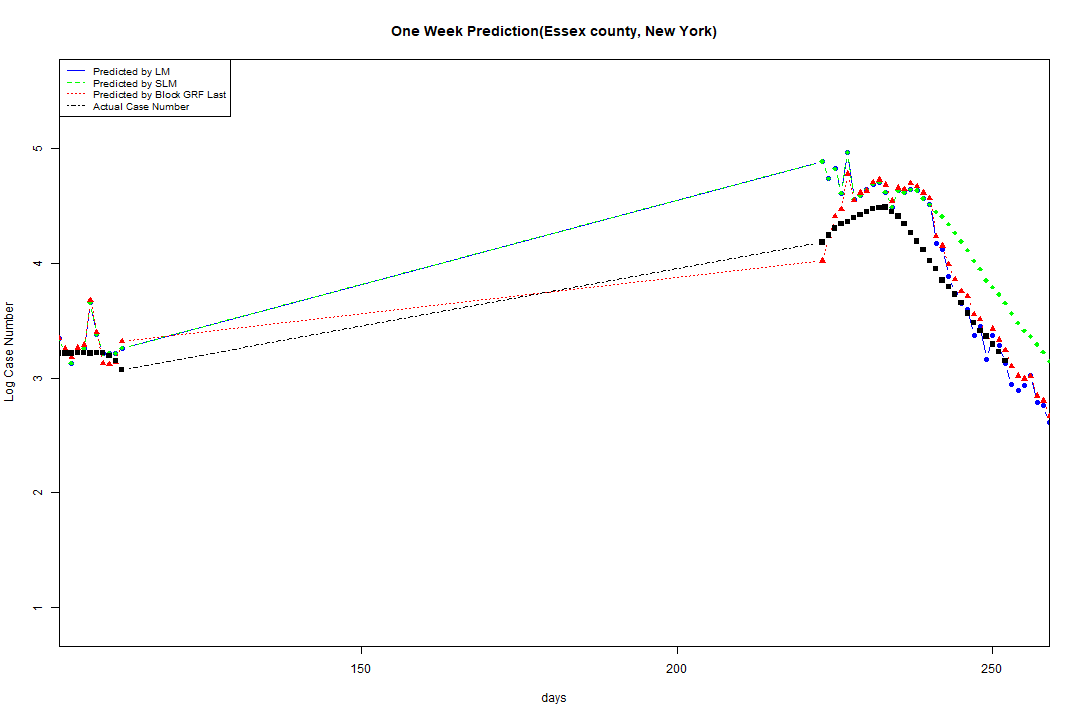 One Week Prediction(Essex county, New York)
Predicted by LM
Predicted by SLM
Predicted by Block GRF Last
Actual Case Number
5
4
3
2
1
Log Case Number
150 200 250
days